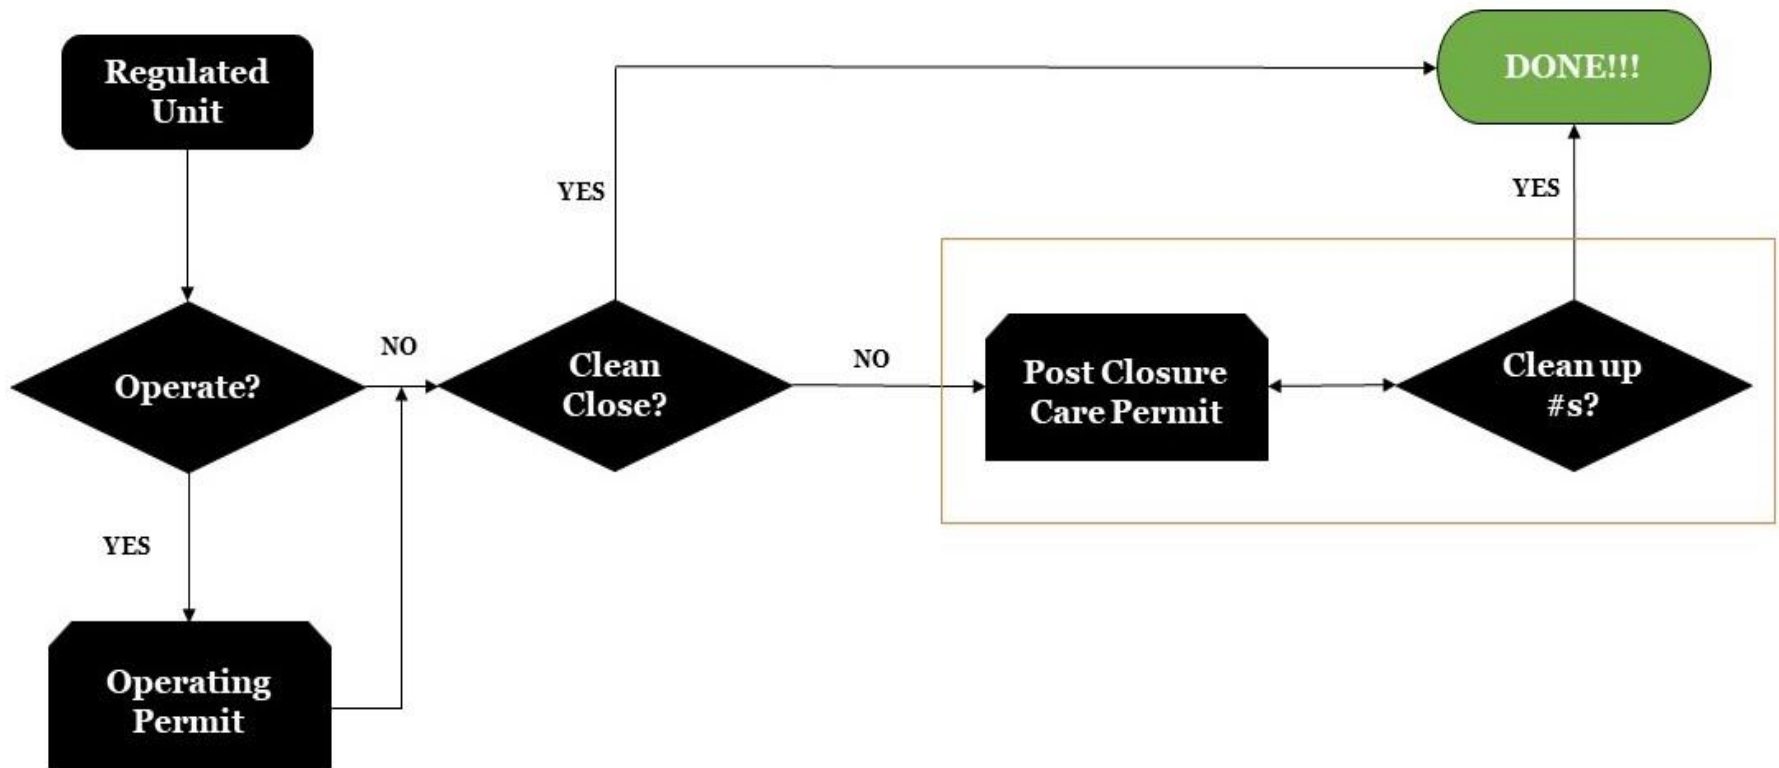 Regulated
Unit
DONE!!!
YES
YES
NO
Operate?
Clean
Close?
NO
Post Closure
Care Permit
Clean up
#s?
YES
Operating
Permit